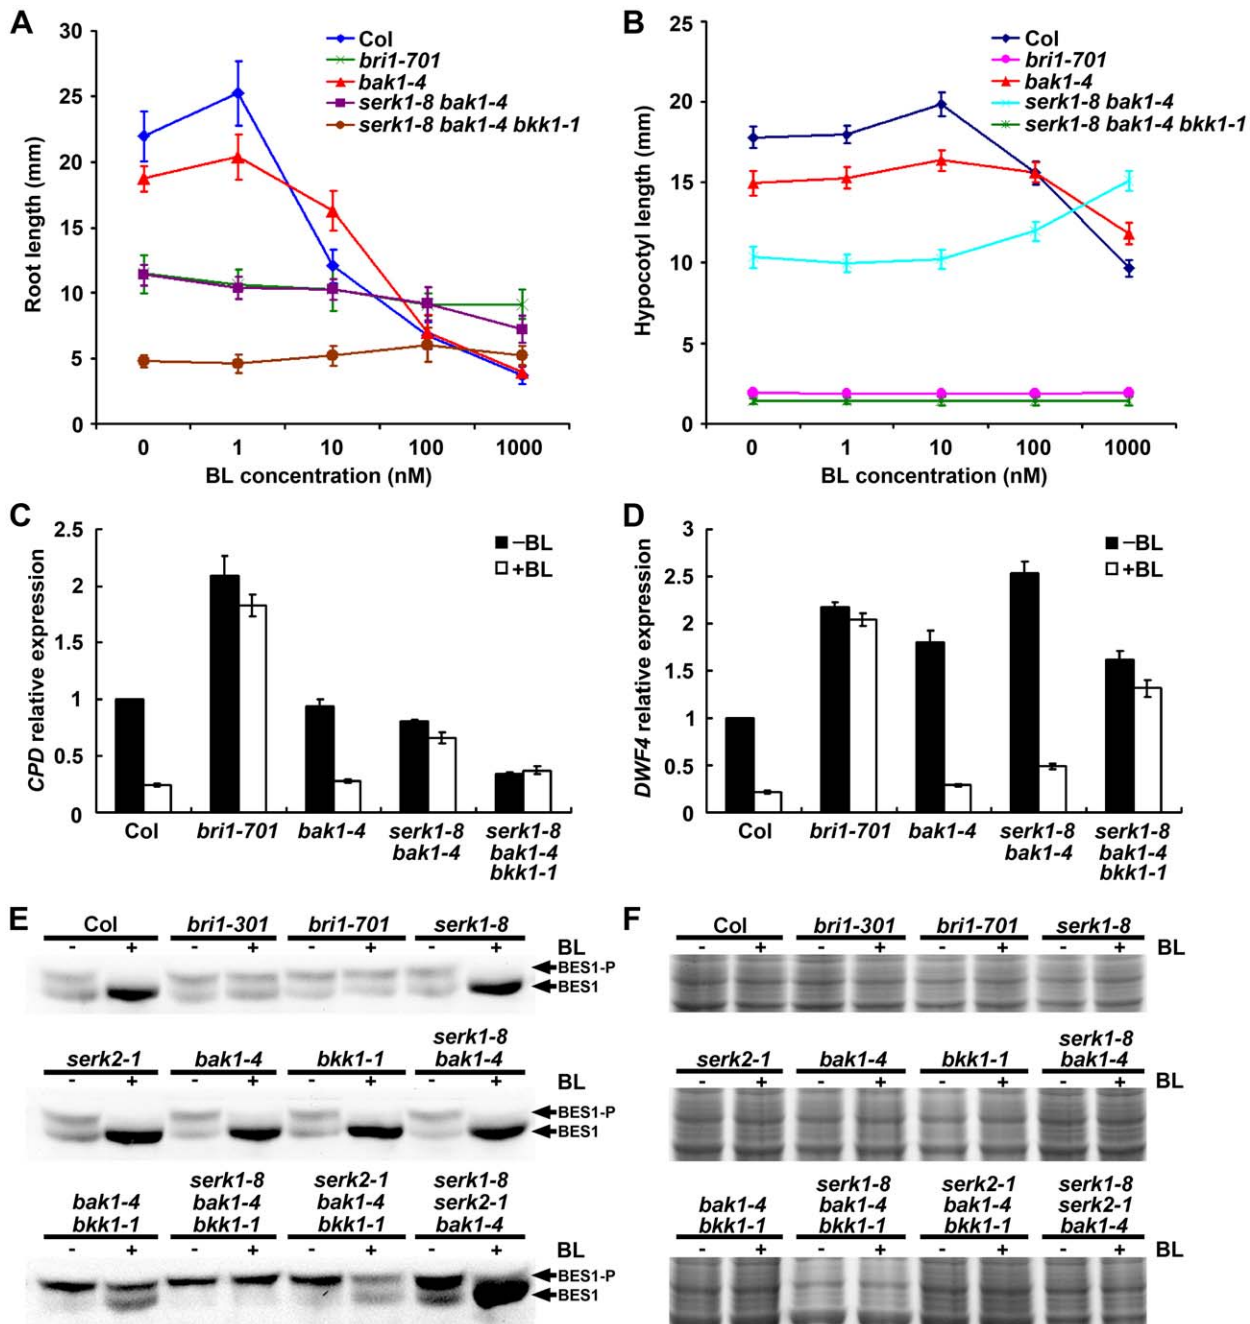 A
30
25
20
15
10
5
0
Root length (mm)
Col
bri1-701
bak1-4
serk1-8 bak1-4
serk1-8 bak1-4 bkk1-1
0 1 10 100 1000
BL concentration (nM)
B
25
20
15
10
5
0
Hypocotyl length (mm)
Col
bri1-701
bak1-4
serk1-8 bak1-4
serk1-8 bak1-4 bkk1-1
0 1 10 100 1000
BL concentration (nM)
C
2.5
2
1.5
1
0.5
0
CPD relative expression
–BL
+BL
Col bri1-701 bak1-4 serk1-8 serk1-8
bak1-4 bak1-4
bkk1-1
D
3
2.5
2
1.5
1
0.5
0
DWF4 relative expression
–BL
+BL
Col bri1-701 bak1-4 serk1-8 serk1-8
bak1-4 bak1-4
bkk1-1
E
Col bri1-301 bri1-701 serk1-8
- + - + - + - + BL
BES1-P
BES1
serk1-8
serk2-1 bak1-4 bkk1-1 bak1-4
- + - + - + - + BL
BES1-P
BES1
serk1-8 serk2-1 serk1-8
bak1-4 bak1-4 bak1-4 serk2-1
bkk1-1 bkk1-1 bkk1-1 bak1-4
- + - + - + - + BL
BES1-P
BES1
F
Col bri1-301 bri1-701 serk1-8
- + - + - + - + BL
serk1-8
serk2-1 bak1-4 bkk1-1 bak1-4
- + - + - + - + BL
serk1-8 serk2-1 serk1-8
bak1-4 bak1-4 bak1-4 serk2-1
bkk1-1 bkk1-1 bkk1-1 bak1-4
- + - + - + - + BL